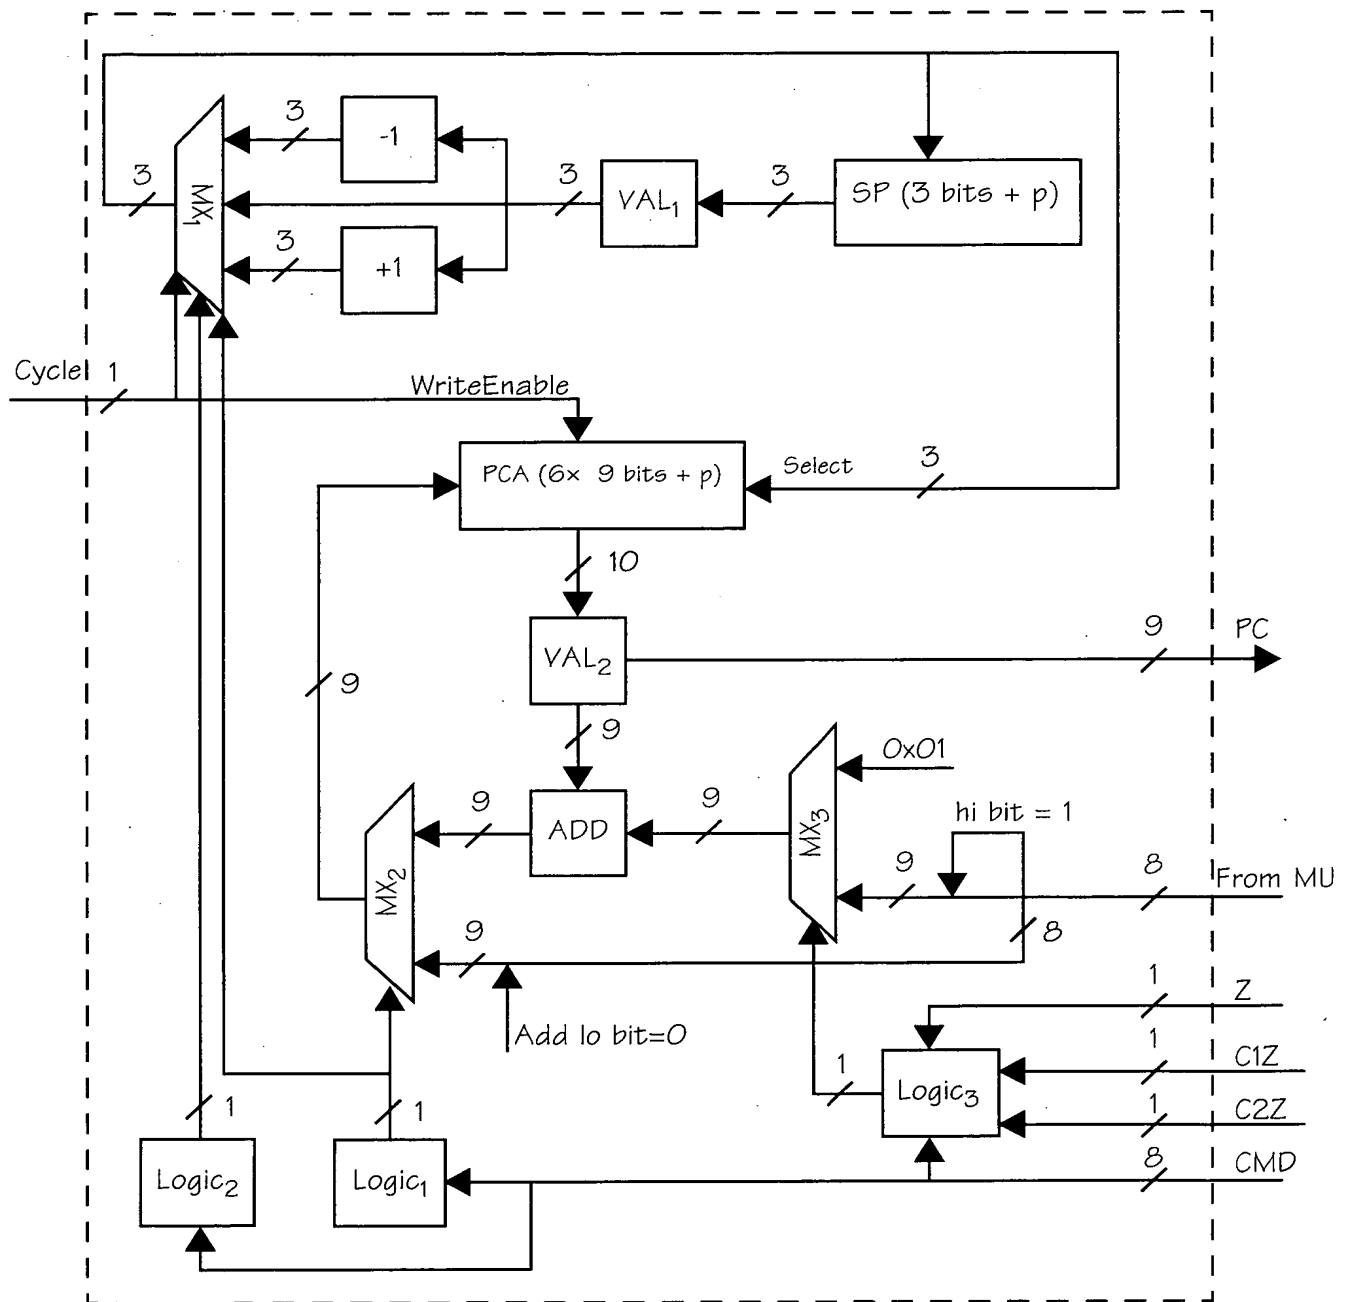 3
-1
3
MX1
3
VAL1
3
SP (3 bits + p)
3
+1
Cycle
1
WriteEnable
PCA (6x 9 bits + p)
Select
3
10
9
VAL2
9
PC
9
0x01
9
ADD
9
MX3
hi bit = 1
MX2
9
8
From MU
9
8
Add lo bit=0
1
Z
1
C1Z
1
Logic3
1
C2Z
1
1
8
CMD
Logic2
Logic1